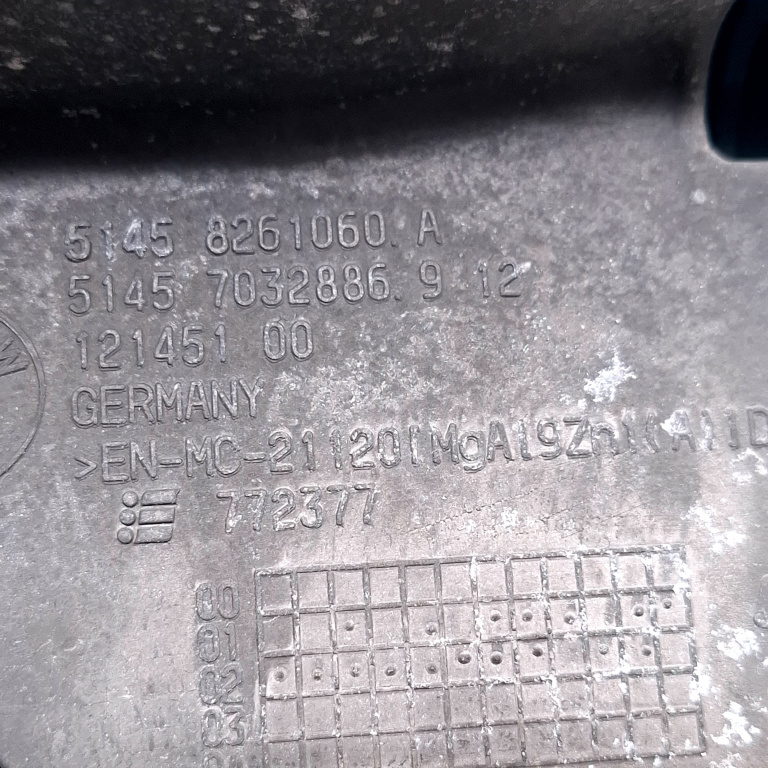 5145 8261060. A
5145 7032886. 9 12
121451 00
GERMANY
>EN-MC-21120(MgAl9Zn1(A)) D
772377
00
01
02
03